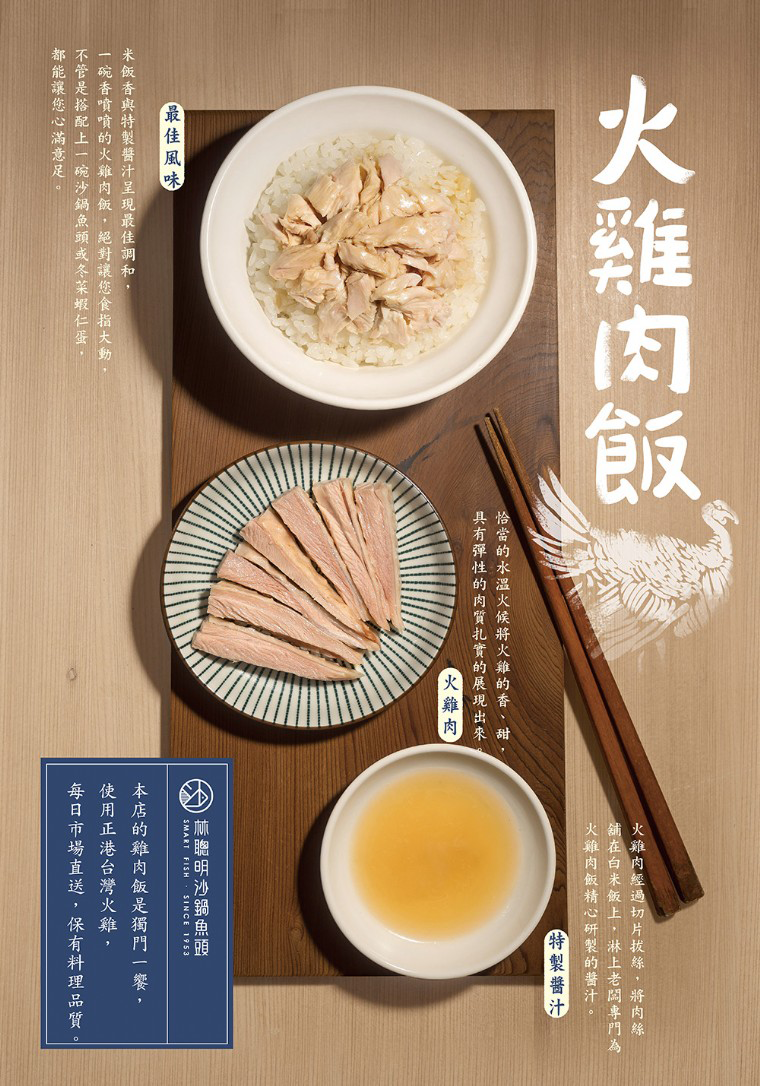 火雞肉飯
最佳風味
米飯香與特製醬汁呈現最佳調和,
一碗香噴噴的火雞肉飯,絕對讓您食指大動,
不管是搭配上一碗沙鍋魚頭或冬菜蝦仁蛋,
都能讓您心滿意足。
恰當的水溫火候將火雞的香、甜,
具有彈性的肉質扎實的展現出來。
火雞肉
火雞肉經過切片拔絲,將肉絲
舖在白米飯上,淋上老闆專門為
火雞肉飯精心研製的醬汁。
特製醬汁
林聰明沙鍋魚頭
SMART FISH · SINCE 1953
本店的雞肉飯是獨門一饗,
使用正港台灣火雞,
每日市場直送,保有料理品質。